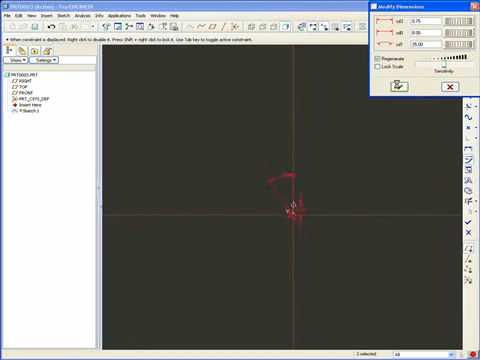 PRT0003 (Active) - Pro/ENGINEER
File Edit View Insert Sketch Analysis Info Applications Tools Window Help
• When constraint is displayed: Right click to disable it. Press Shift + right click to lock it. Use Tab key to toggle active constraint.
Show Settings
PRT0003.PRT
RIGHT
TOP
FRONT
PRT_CSYS_DEF
Insert Here
Sketch 1
Modify Dimensions
sd3 0.75
sd0 8.00
sd1 35.00
Regenerate
Lock Scale
Sensitivity
V
3 selected All